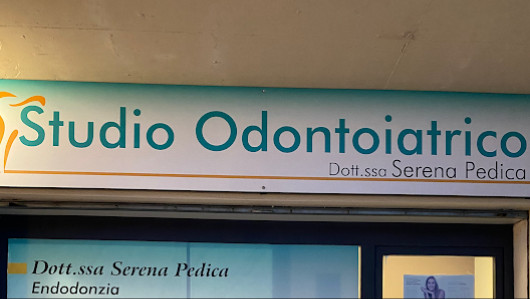 Studio Odontoiatrico
Dott.ssa Serena Pedica
Dott.ssa Serena Pedica
Endodonzia